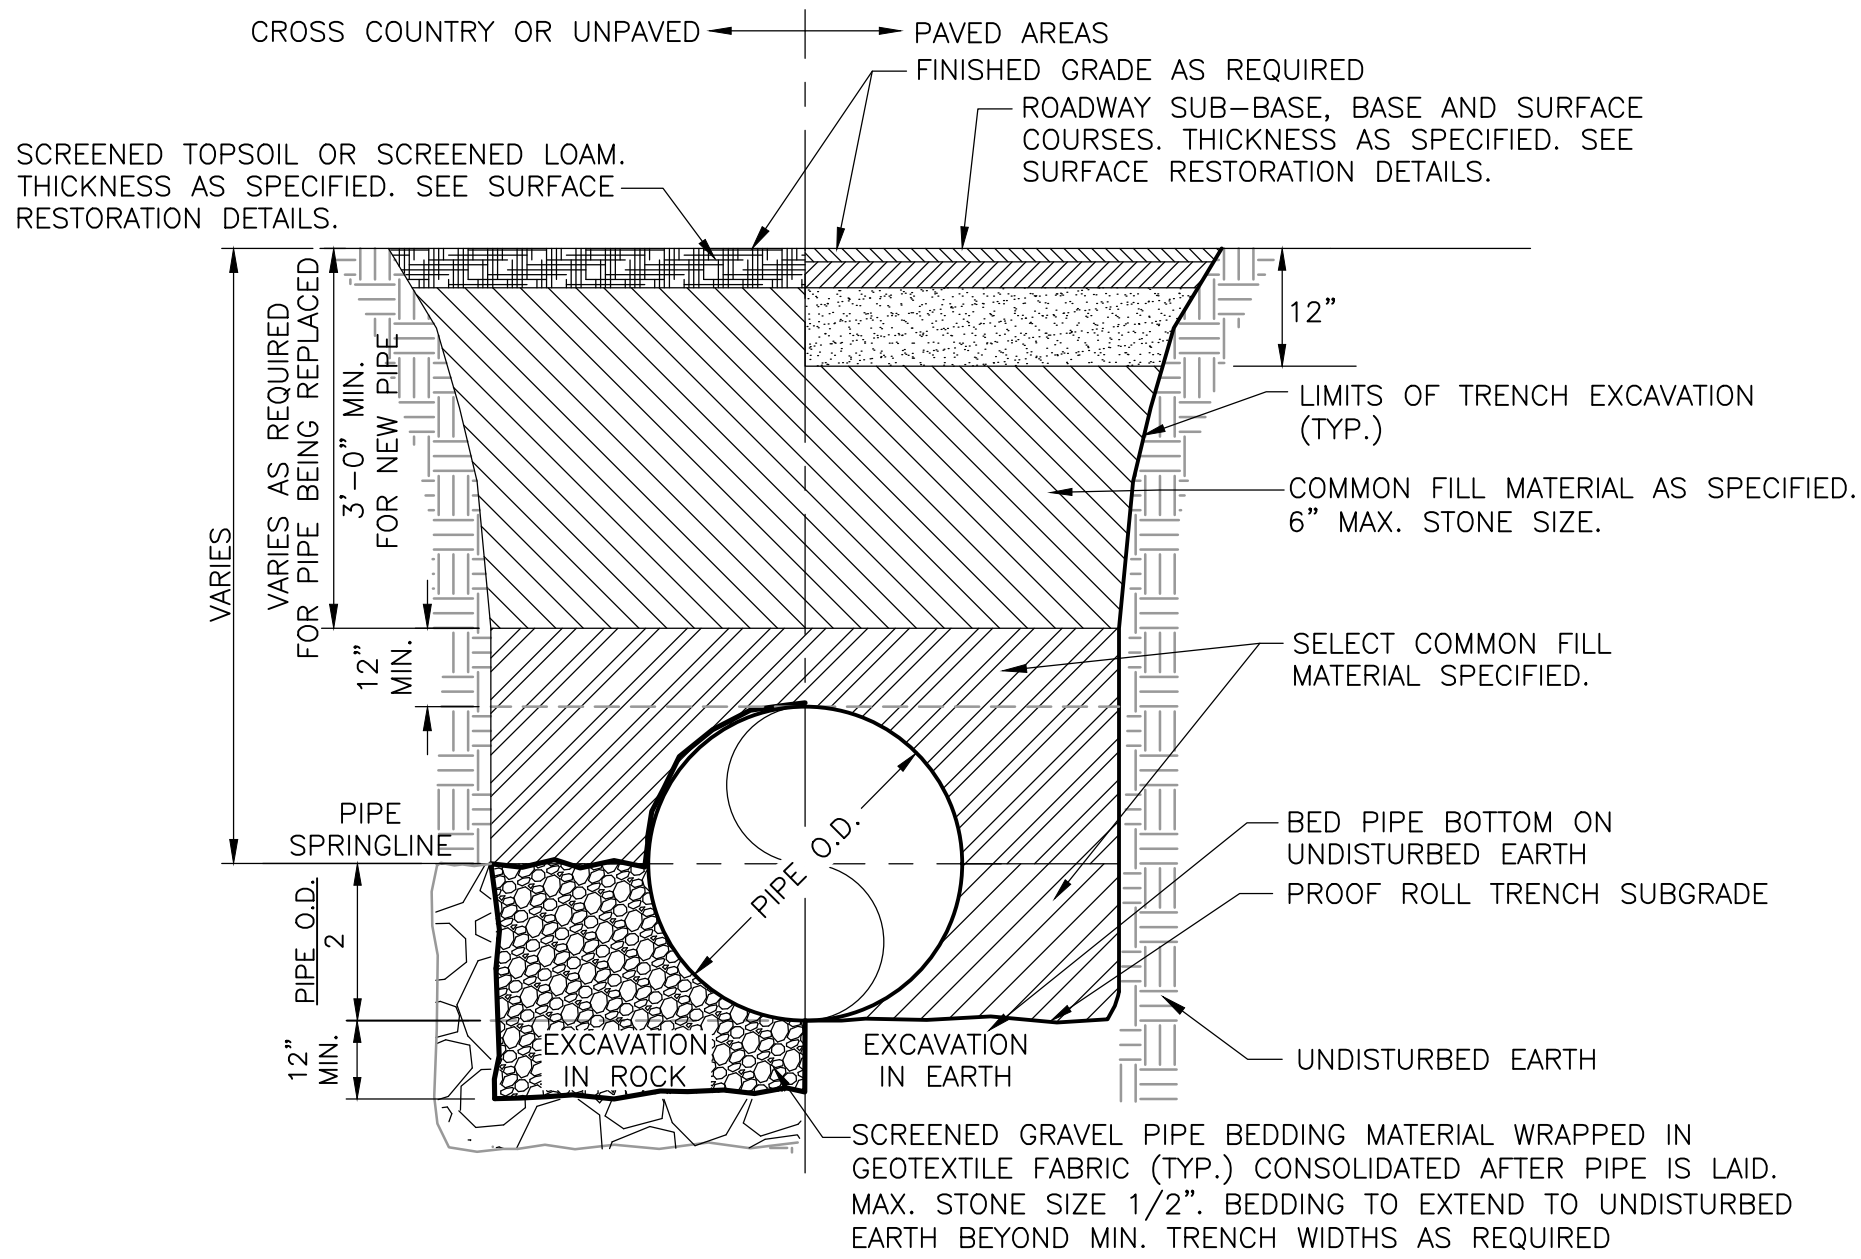 CROSS COUNTRY OR UNPAVED
PAVED AREAS
FINISHED GRADE AS REQUIRED
ROADWAY SUB-BASE, BASE AND SURFACE
COURSES. THICKNESS AS SPECIFIED. SEE
SURFACE RESTORATION DETAILS.
SCREENED TOPSOIL OR SCREENED LOAM.
THICKNESS AS SPECIFIED. SEE SURFACE
RESTORATION DETAILS.
12"
LIMITS OF TRENCH EXCAVATION
(TYP.)
COMMON FILL MATERIAL AS SPECIFIED.
6" MAX. STONE SIZE.
VARIES
VARIES AS REQUIRED
FOR PIPE BEING REPLACED
3'-0" MIN.
FOR NEW PIPE
12"
MIN.
SELECT COMMON FILL
MATERIAL SPECIFIED.
PIPE
SPRINGLINE
PIPE O.D.
BED PIPE BOTTOM ON
UNDISTURBED EARTH
PROOF ROLL TRENCH SUBGRADE
PIPE O.D.
2
12"
MIN.
EXCAVATION
IN ROCK
EXCAVATION
IN EARTH
UNDISTURBED EARTH
SCREENED GRAVEL PIPE BEDDING MATERIAL WRAPPED IN
GEOTEXTILE FABRIC (TYP.) CONSOLIDATED AFTER PIPE IS LAID.
MAX. STONE SIZE 1/2". BEDDING TO EXTEND TO UNDISTURBED
EARTH BEYOND MIN. TRENCH WIDTHS AS REQUIRED